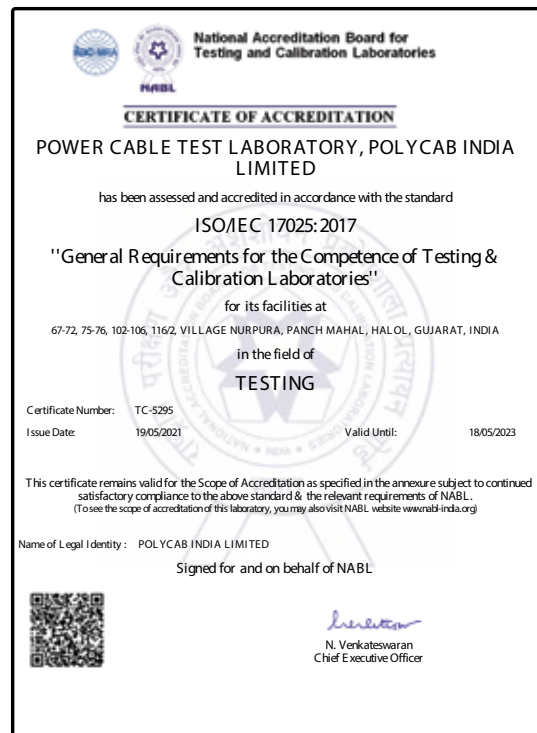 National Accreditation Board for
Testing and Calibration Laboratories
NABL
CERTIFICATE OF ACCREDITATION
POWER CABLE TEST LABORATORY, POLYCAB INDIA
LIMITED
has been assessed and accredited in accordance with the standard
ISO/IEC 17025:2017
''General Requirements for the Competence of Testing &
Calibration Laboratories''
for its facilities at
67-72, 75-76, 102-106, 116/2, VILLAGE NURPURA, PANCH MAHAL, HALOL, GUJARAT, INDIA
in the field of
TESTING
Certificate Number: TC-5295
Issue Date: 19/05/2021 Valid Until: 18/05/2023
This certificate remains valid for the Scope of Accreditation as specified in the annexure subject to continued
satisfactory compliance to the above standard & the relevant requirements of NABL.
(To see the scope of accreditation of this laboratory, you may also visit NABL website www.nabl-india.org)
Name of Legal Identity : POLYCAB INDIA LIMITED
Signed for and on behalf of NABL
N. Venkateswaran
Chief Executive Officer